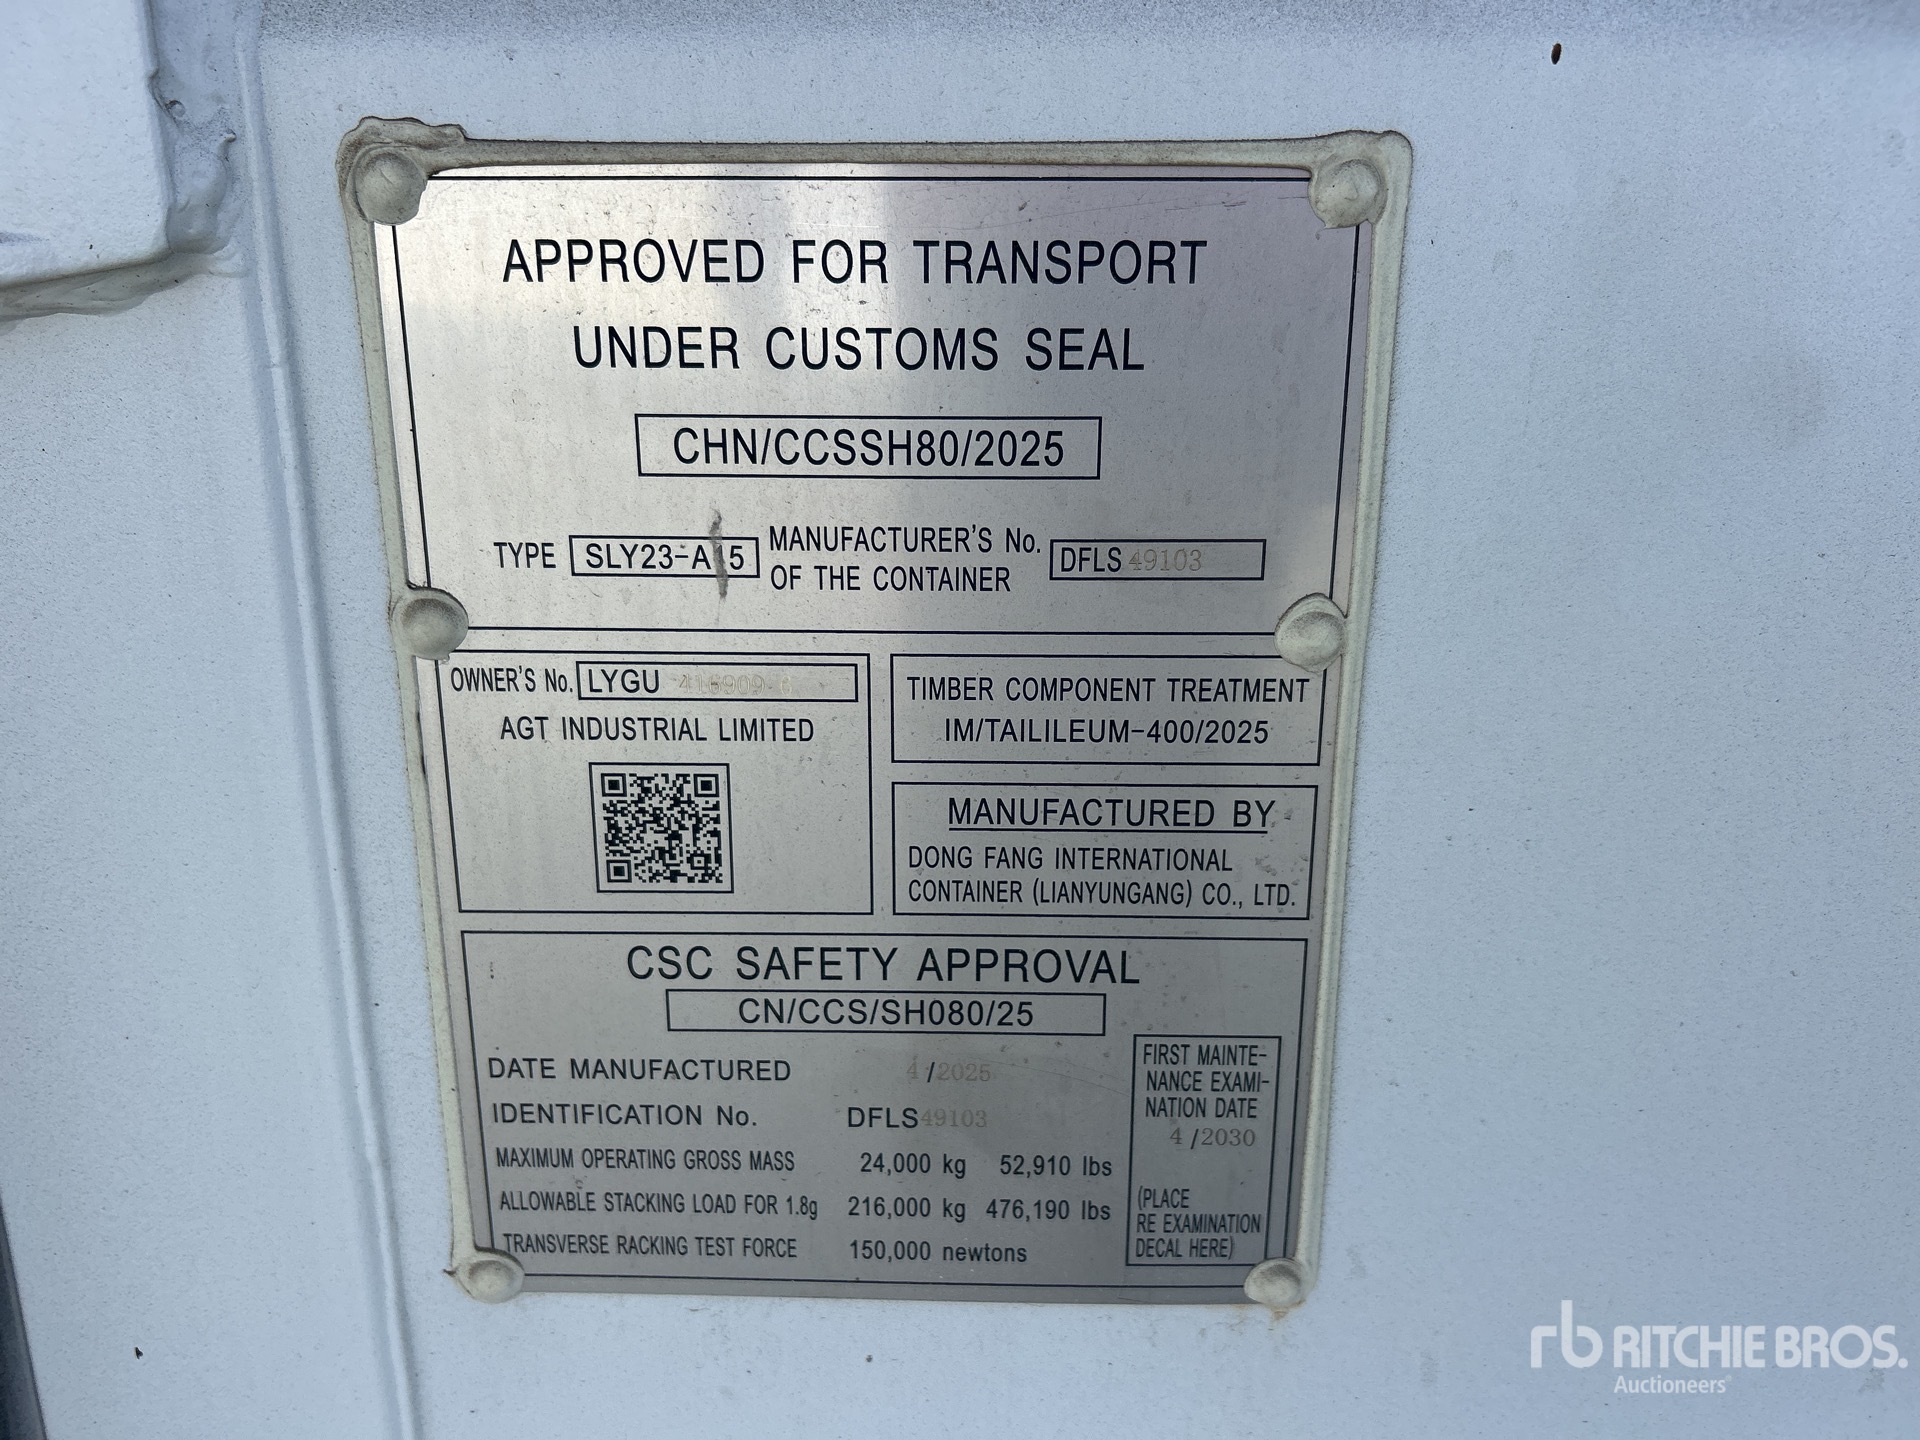 APPROVED FOR TRANSPORT
UNDER CUSTOMS SEAL
CHN/CCSSH80/2025
TYPE SLY23-A15
MANUFACTURER'S No.
OF THE CONTAINER
DFLS 49103
OWNER'S No. LYGU 416909 6
AGT INDUSTRIAL LIMITED
TIMBER COMPONENT TREATMENT
IM/TAILILEUM-400/2025
MANUFACTURED BY
DONG FANG INTERNATIONAL
CONTAINER (LIANYUNGANG) CO., LTD.
CSC SAFETY APPROVAL
CN/CCS/SH080/25
DATE MANUFACTURED 4/2025
IDENTIFICATION No. DFLS49103
MAXIMUM OPERATING GROSS MASS 24,000 kg 52,910 lbs
ALLOWABLE STACKING LOAD FOR 1.8g 216,000 kg 476,190 lbs
TRANSVERSE RACKING TEST FORCE 150,000 newtons
FIRST MAINTE-
NANCE EXAMI-
NATION DATE
4/2030
(PLACE
RE EXAMINATION
DECAL HERE)
rb RITCHIE BROS.
Auctioneers